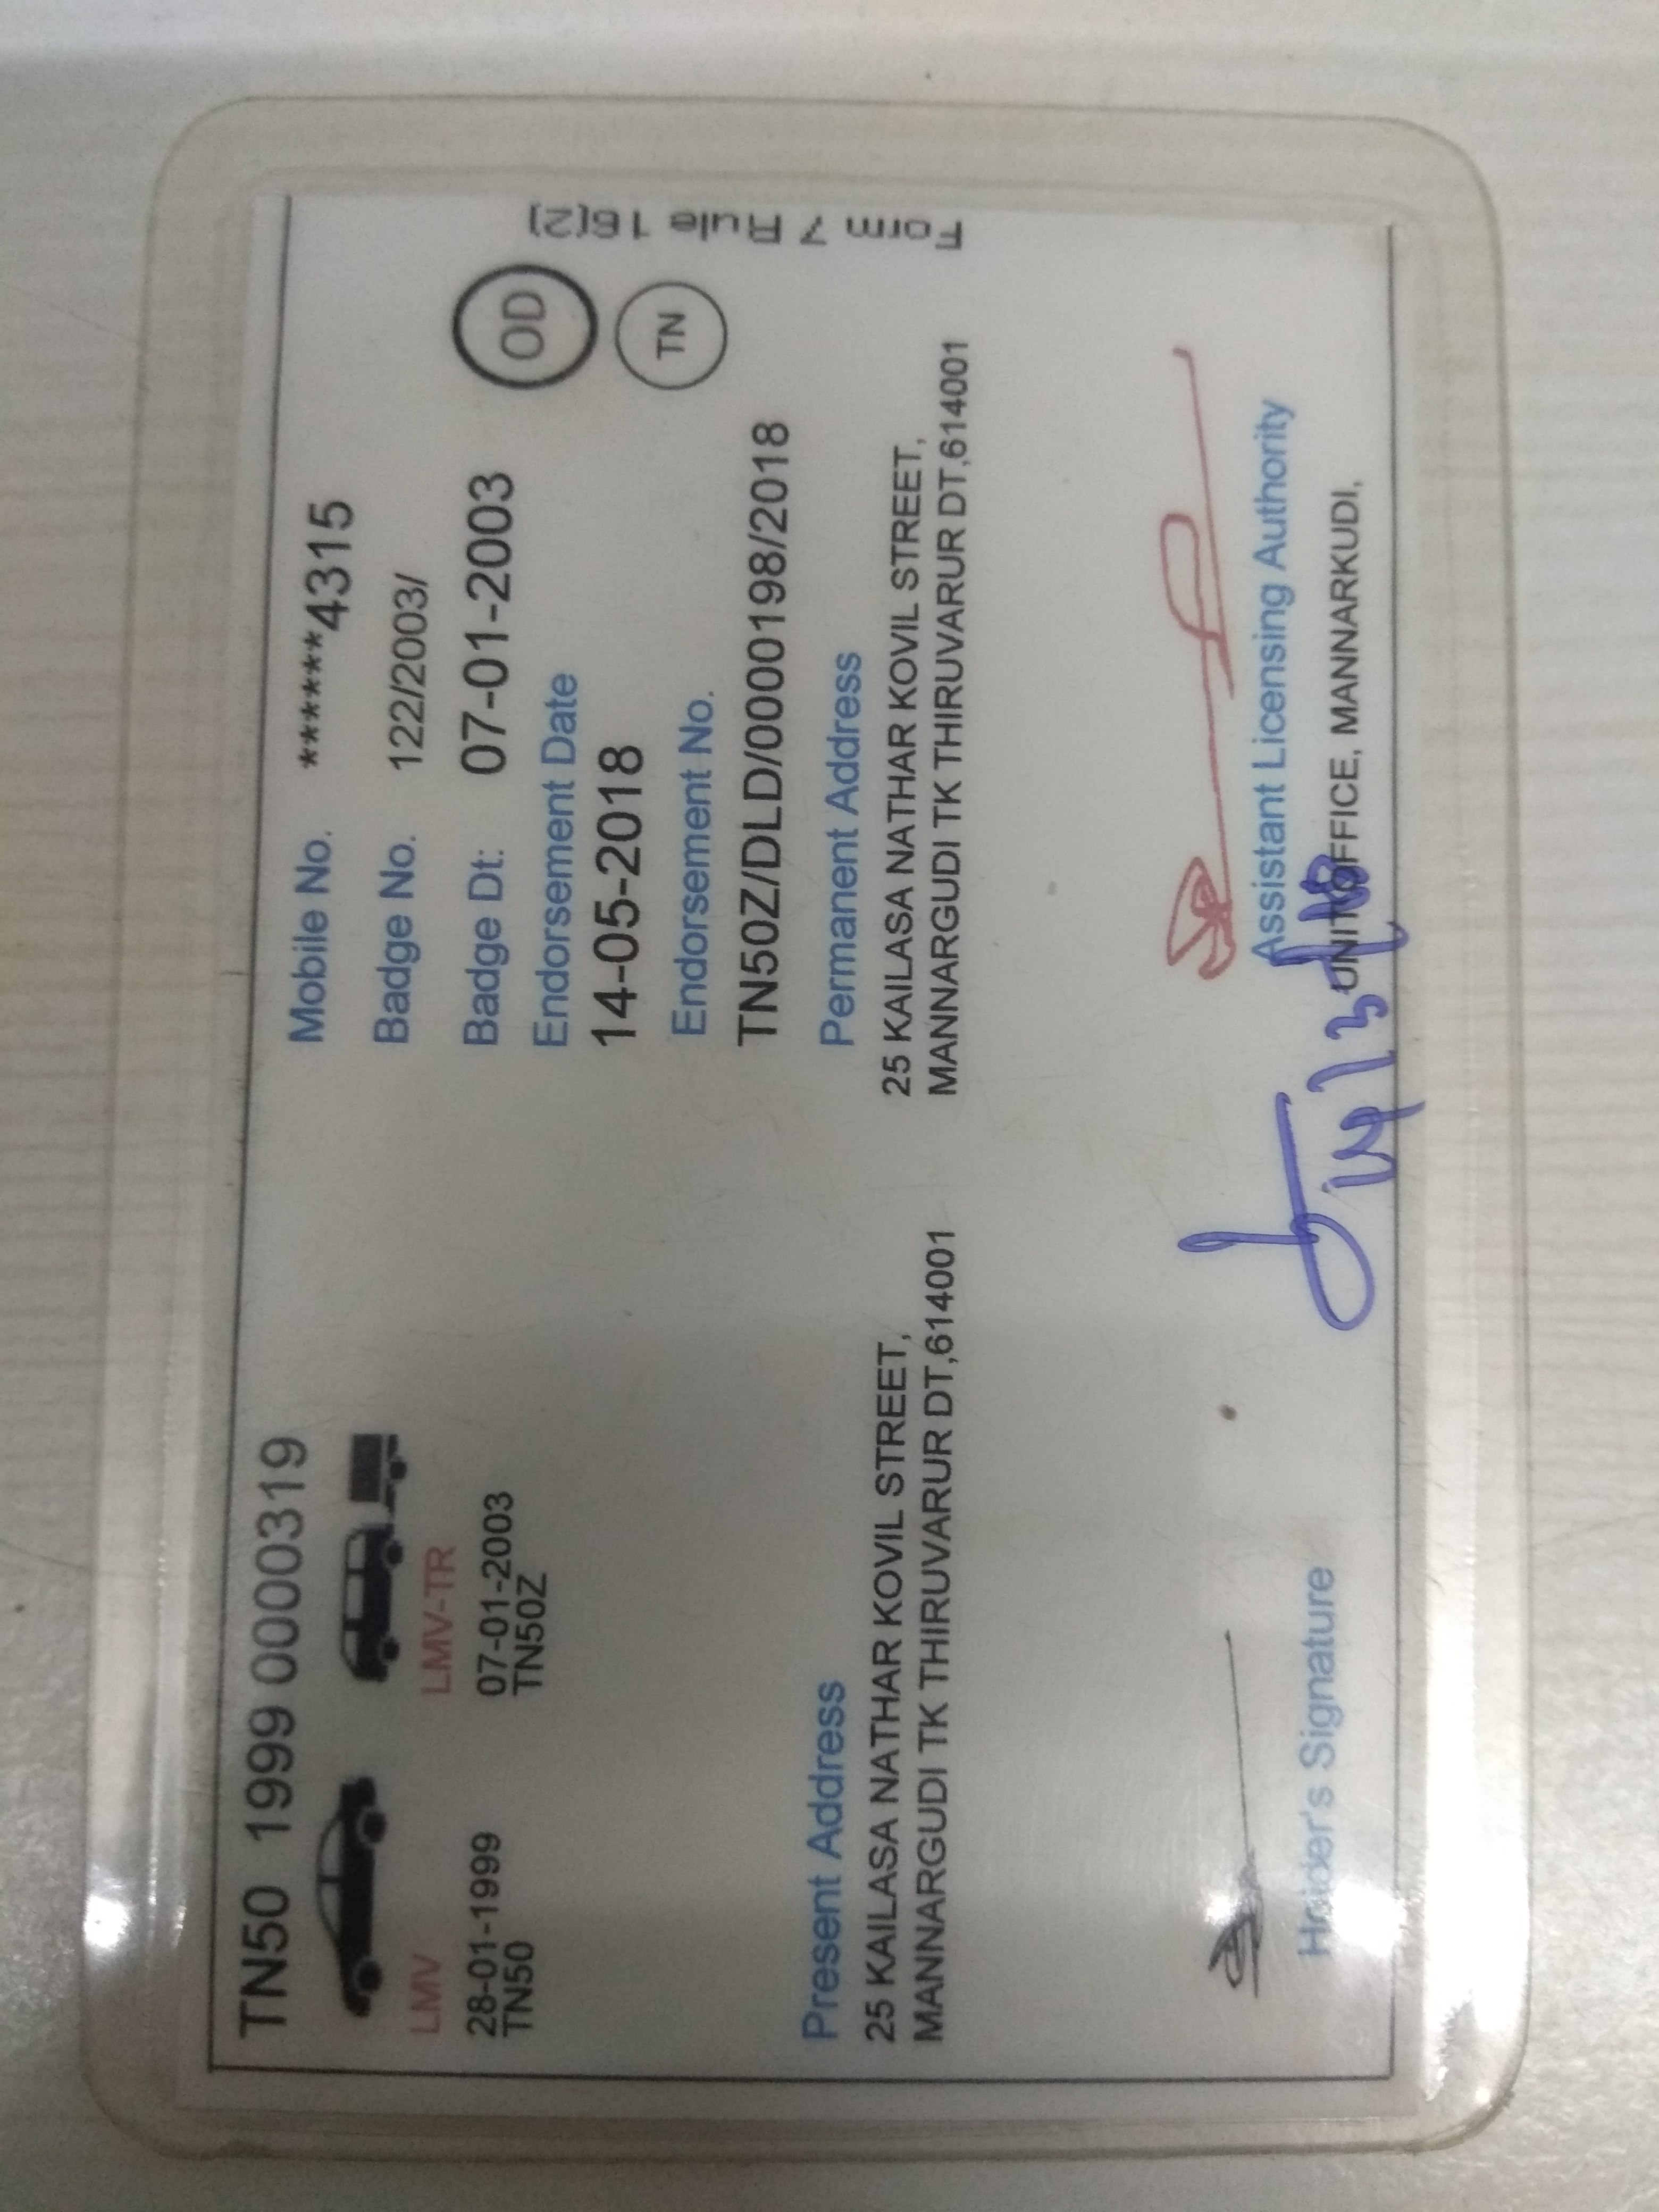 TN50 1999 0000319
LMV
28-01-1999
TN50
LMV-TR
07-01-2003
TN50Z
Mobile No. ******4315
Badge No. 122/2003/
Badge Dt: 07-01-2003
Endorsement Date
14-05-2018
Endorsement No.
TN50Z/DLD/0000198/2018
OD
TN
Form 7 Rule 16(2)
Present Address
25 KAILASA NATHAR KOVIL STREET,
MANNARGUDI TK THIRUVARUR DT,614001
Permanent Address
25 KAILASA NATHAR KOVIL STREET,
MANNARGUDI TK THIRUVARUR DT,614001
Holder's Signature
Assistant Licensing Authority
UNIT OFFICE, MANNARKUDI,